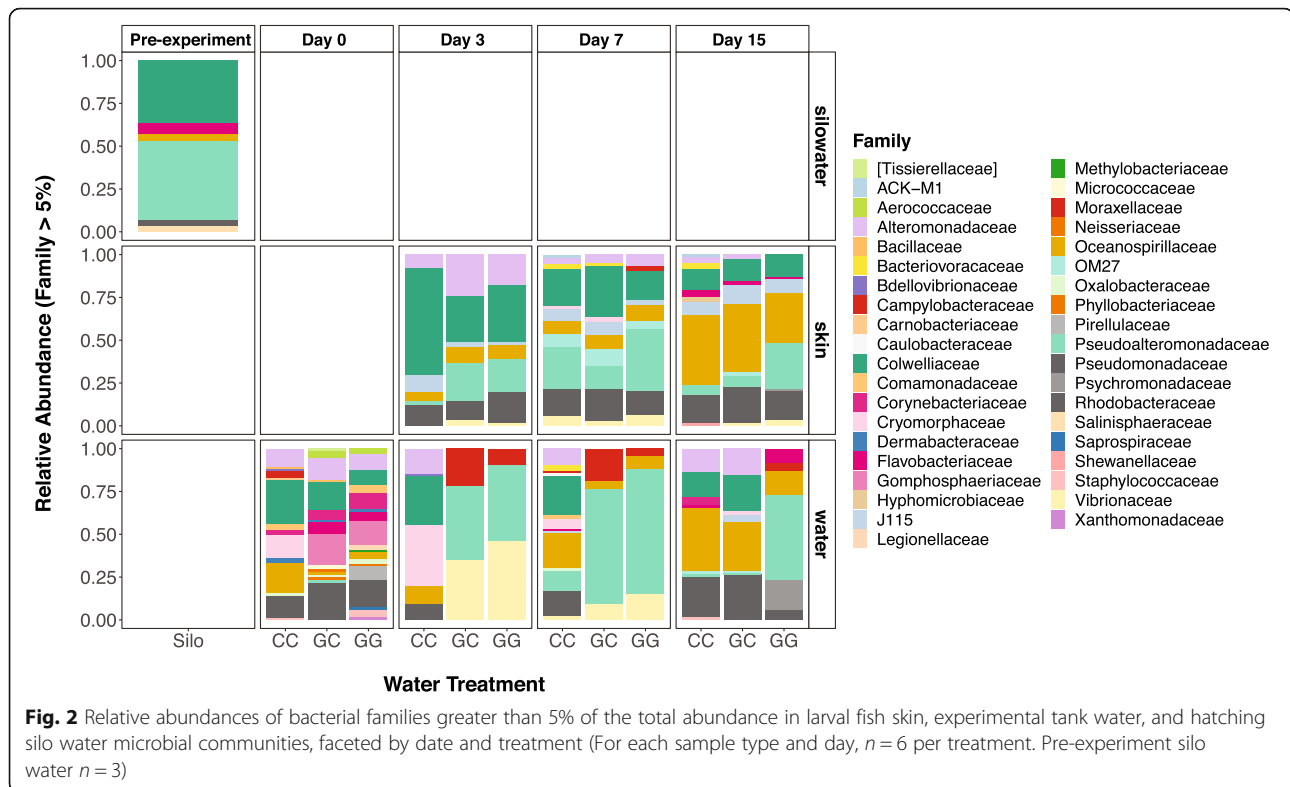 Pre-experiment
Day 0
Day 3
Day 7
Day 15
Relative Abundance (Family > 5%)
1.00
0.75
0.50
0.25
0.00
silowater
1.00
0.75
0.50
0.25
0.00
skin
1.00
0.75
0.50
0.25
0.00
water
Silo
CC GC GG
CC GC GG
CC GC GG
CC GC GG
Water Treatment
Family
[Tissierellaceae]
ACK−M1
Aerococcaceae
Alteromonadaceae
Bacillaceae
Bacteriovoracaceae
Bdellovibrionaceae
Campylobacteraceae
Carnobacteriaceae
Caulobacteraceae
Colwelliaceae
Comamonadaceae
Corynebacteriaceae
Cryomorphaceae
Dermabacteraceae
Flavobacteriaceae
Gomphosphaeriaceae
Hyphomicrobiaceae
J115
Legionellaceae
Methylobacteriaceae
Micrococcaceae
Moraxellaceae
Neisseriaceae
Oceanospirillaceae
OM27
Oxalobacteraceae
Phyllobacteriaceae
Pirellulaceae
Pseudoalteromonadaceae
Pseudomonadaceae
Psychromonadaceae
Rhodobacteraceae
Salinisphaeraceae
Saprospiraceae
Shewanellaceae
Staphylococcaceae
Vibrionaceae
Xanthomonadaceae
Fig. 2 Relative abundances of bacterial families greater than 5% of the total abundance in larval fish skin, experimental tank water, and hatching
silo water microbial communities, faceted by date and treatment (For each sample type and day, n = 6 per treatment. Pre-experiment silo
water n = 3)